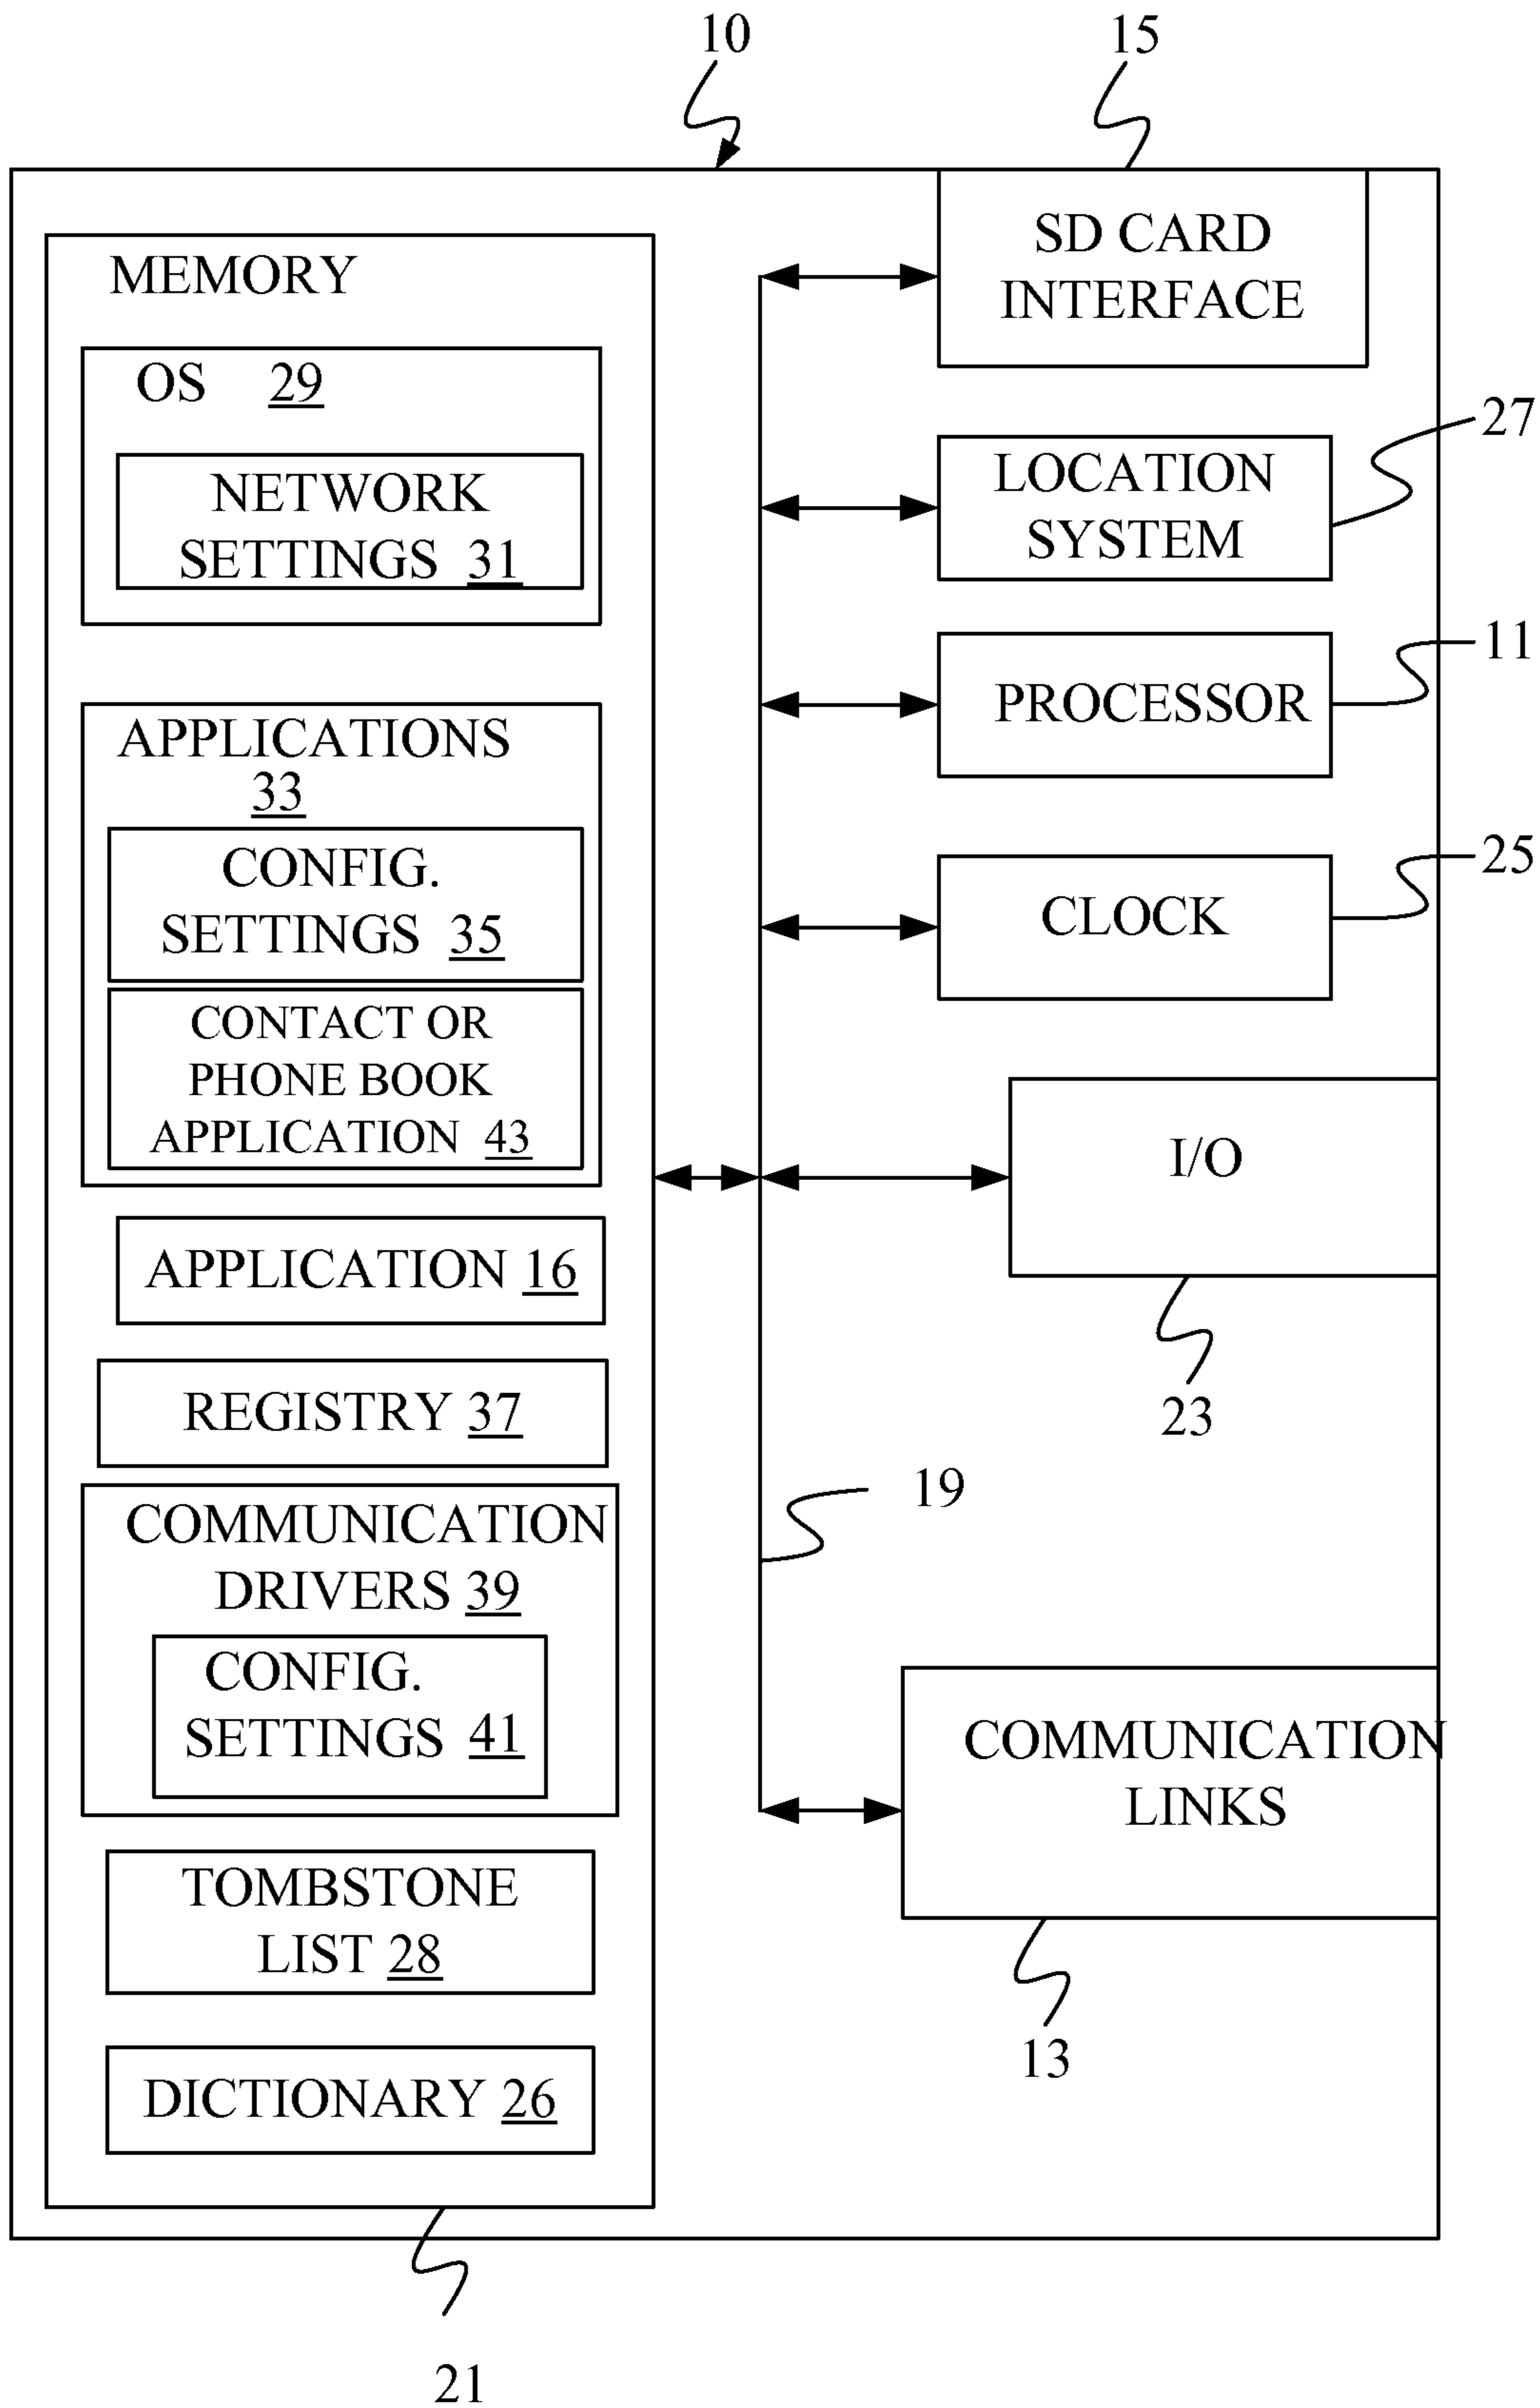 10
15
MEMORY
OS 29
NETWORK
SETTINGS 31
APPLICATIONS
33
CONFIG.
SETTINGS 35
CONTACT OR
PHONE BOOK
APPLICATION 43
APPLICATION 16
REGISTRY 37
COMMUNICATION
DRIVERS 39
CONFIG.
SETTINGS 41
TOMBSTONE
LIST 28
DICTIONARY 26
21
SD CARD
INTERFACE
LOCATION
SYSTEM
27
PROCESSOR
11
CLOCK
25
I/O
23
19
COMMUNICATION
LINKS
13